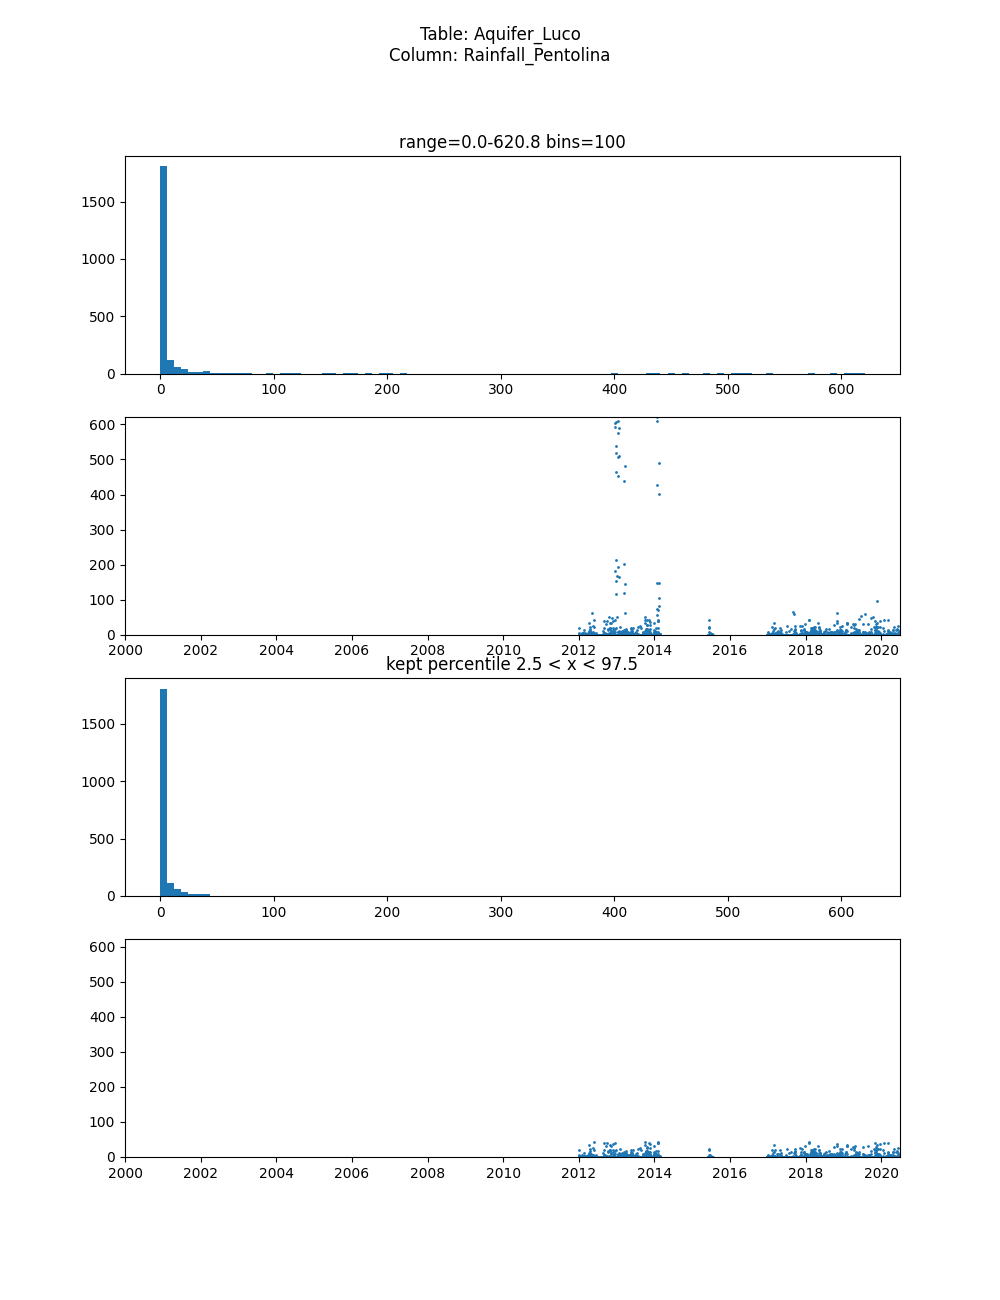 Table: Aquifer_Luco
Column: Rainfall_Pentolina
range=0.0-620.8 bins=100
1500
1000
500
0
0 100 200 300 400 500 600
600
500
400
300
200
100
0
2000 2002 2004 2006 2008 2010 2012 2014 2016 2018 2020
kept percentile 2.5 < x < 97.5
1500
1000
500
0
0 100 200 300 400 500 600
600
500
400
300
200
100
0
2000 2002 2004 2006 2008 2010 2012 2014 2016 2018 2020